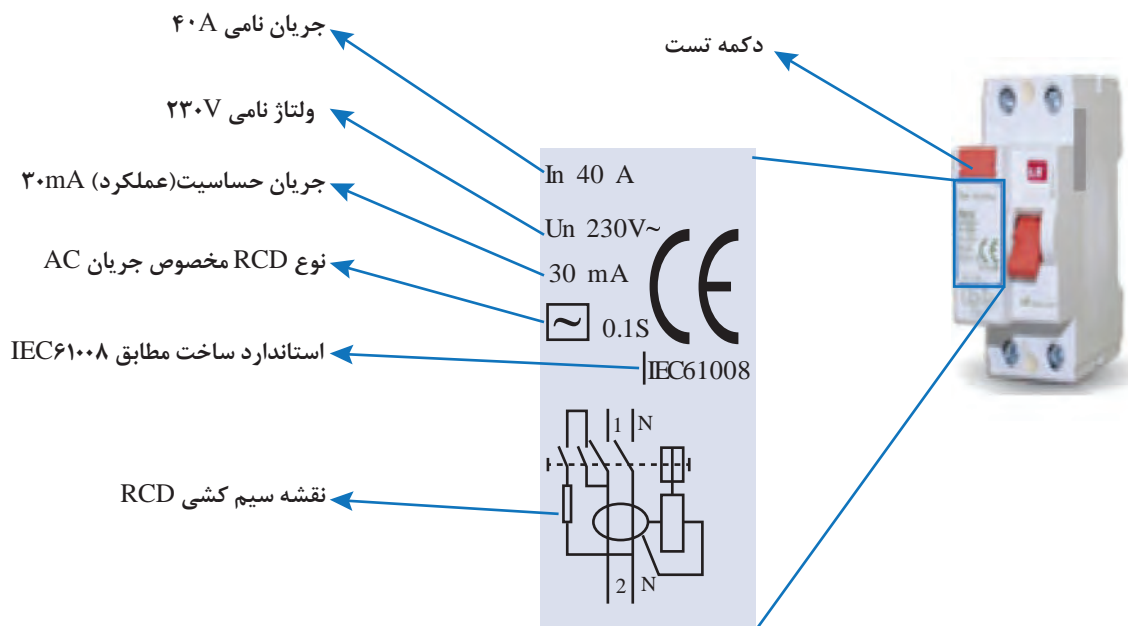 جریان نامی ۴۰A
دکمه تست
ولتاژ نامی ۲۳۰V
جریان حساسیت(عملکرد) ۳۰mA
نوع RCD مخصوص جریان AC
استاندارد ساخت مطابق IEC۶۱۰۰۸
نقشه سیم کشی RCD
In 40 A
Un 230V~
30 mA
CE
~ 0.1S
IEC61008
1 N
2 N